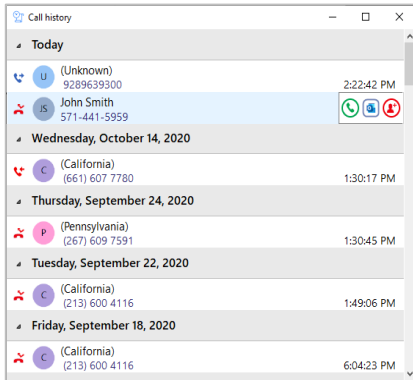 Call history
Today
U (Unknown)
9289639300 2:22:42 PM
JS John Smith
571-441-5959
Wednesday, October 14, 2020
C (California)
(661) 607 7780 1:30:17 PM
Thursday, September 24, 2020
P (Pennsylvania)
(267) 609 7591 1:30:45 PM
Tuesday, September 22, 2020
C (California)
(213) 600 4116 1:49:06 PM
Friday, September 18, 2020
C (California)
(213) 600 4116 6:04:23 PM